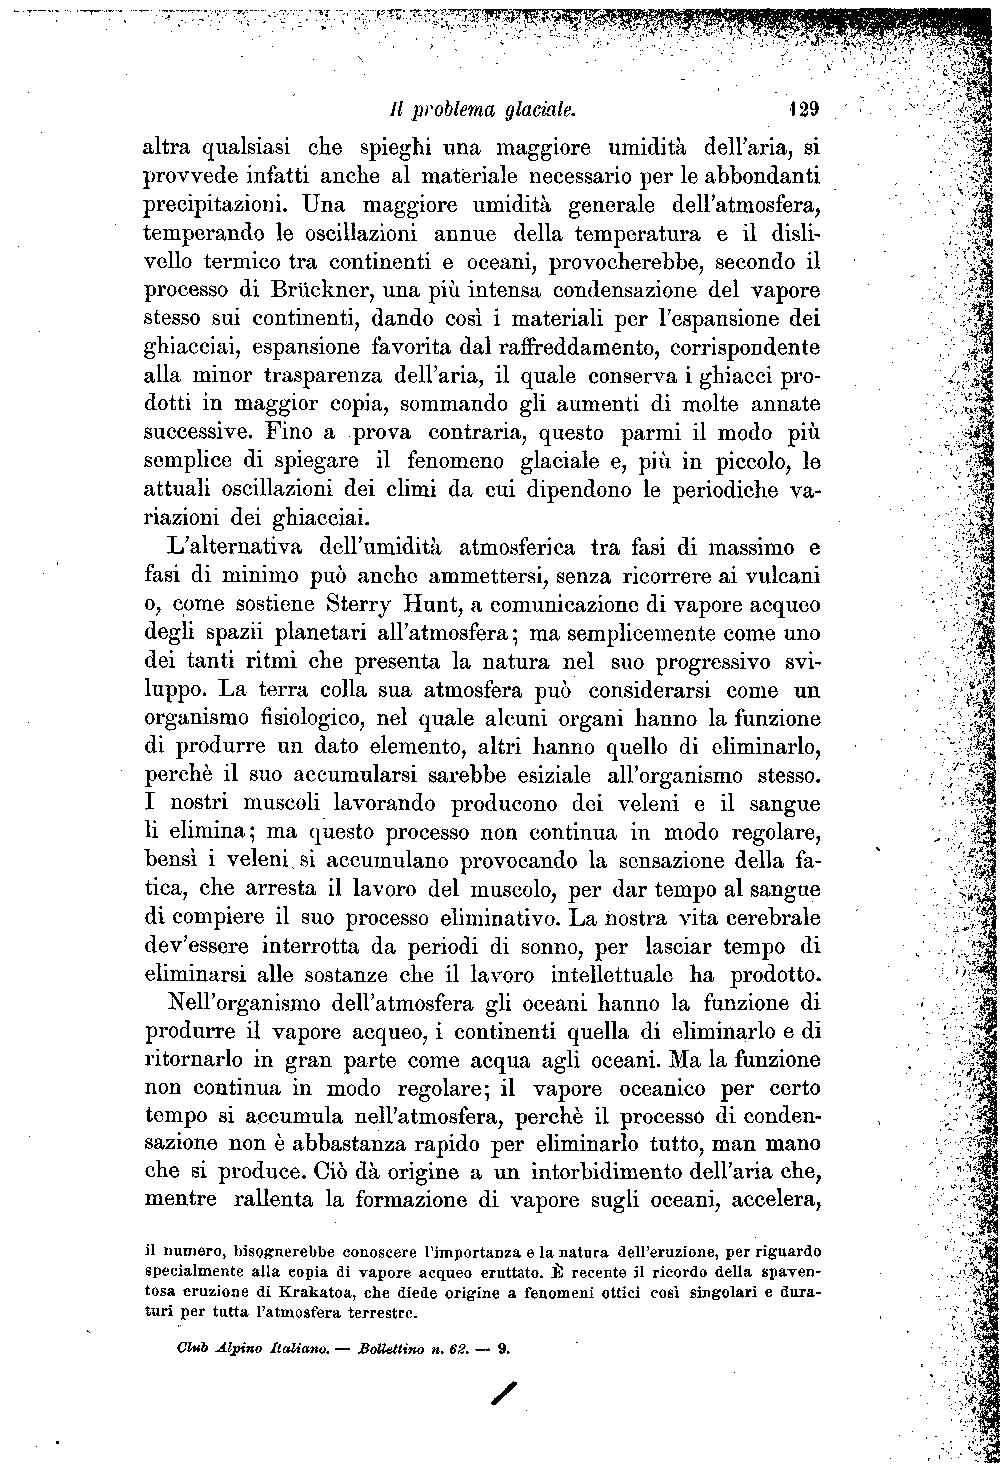 Il problema glaciale. 129
altra qualsiasi che spieghi una maggiore umidità dell'aria, si
provvede infatti anche al materiale necessario per le abbondanti
precipitazioni. Una maggiore umidità generale dell'atmosfera,
temperando le oscillazioni annue della temperatura e il disli-
vello termico tra continenti e oceani, provocherebbe, secondo il
processo di Brückner, una più intensa condensazione del vapore
stesso sui continenti, dando così i materiali per l'espansione dei
ghiacciai, espansione favorita dal raffreddamento, corrispondente
alla minor trasparenza dell'aria, il quale conserva i ghiacci pro-
dotti in maggior copia, sommando gli aumenti di molte annate
successive. Fino a prova contraria, questo parmi il modo più
semplice di spiegare il fenomeno glaciale e, più in piccolo, le
attuali oscillazioni dei climi da cui dipendono le periodiche va-
riazioni dei ghiacciai.
L'alternativa dell'umidità atmosferica tra fasi di massimo e
fasi di minimo può anche ammettersi, senza ricorrere ai vulcani
o, come sostiene Sterry Hunt, a comunicazione di vapore acqueo
degli spazii planetari all'atmosfera; ma semplicemente come uno
dei tanti ritmi che presenta la natura nel suo progressivo svi-
luppo. La terra colla sua atmosfera può considerarsi come un
organismo fisiologico, nel quale alcuni organi hanno la funzione
di produrre un dato elemento, altri hanno quello di eliminarlo,
perchè il suo accumularsi sarebbe esiziale all'organismo stesso.
I nostri muscoli lavorando producono dei veleni e il sangue
li elimina; ma questo processo non continua in modo regolare,
bensì i veleni si accumulano provocando la sensazione della fa-
tica, che arresta il lavoro del muscolo, per dar tempo al sangue
di compiere il suo processo eliminativo. La nostra vita cerebrale
dev'essere interrotta da periodi di sonno, per lasciar tempo di
eliminarsi alle sostanze che il lavoro intellettuale ha prodotto.
Nell'organismo dell'atmosfera gli oceani hanno la funzione di
produrre il vapore acqueo, i continenti quella di eliminarlo e di
ritornarlo in gran parte come acqua agli oceani. Ma la funzione
non continua in modo regolare; il vapore oceanico per certo
tempo si accumula nell'atmosfera, perchè il processo di conden-
sazione non è abbastanza rapido per eliminarlo tutto, man mano
che si produce. Ciò dà origine a un intorbidimento dell'aria che,
mentre rallenta la formazione di vapore sugli oceani, accelera,
il numero, bisognerebbe conoscere l'importanza e la natura dell'eruzione, per riguardo
specialmente alla copia di vapore acqueo eruttato. È recente il ricordo della spaven-
tosa eruzione di Krakatoa, che diede origine a fenomeni ottici così singolari e dura-
turi per tutta l'atmosfera terrestre.
Club Alpino Italiano. — Bollettino n. 62. — 9.